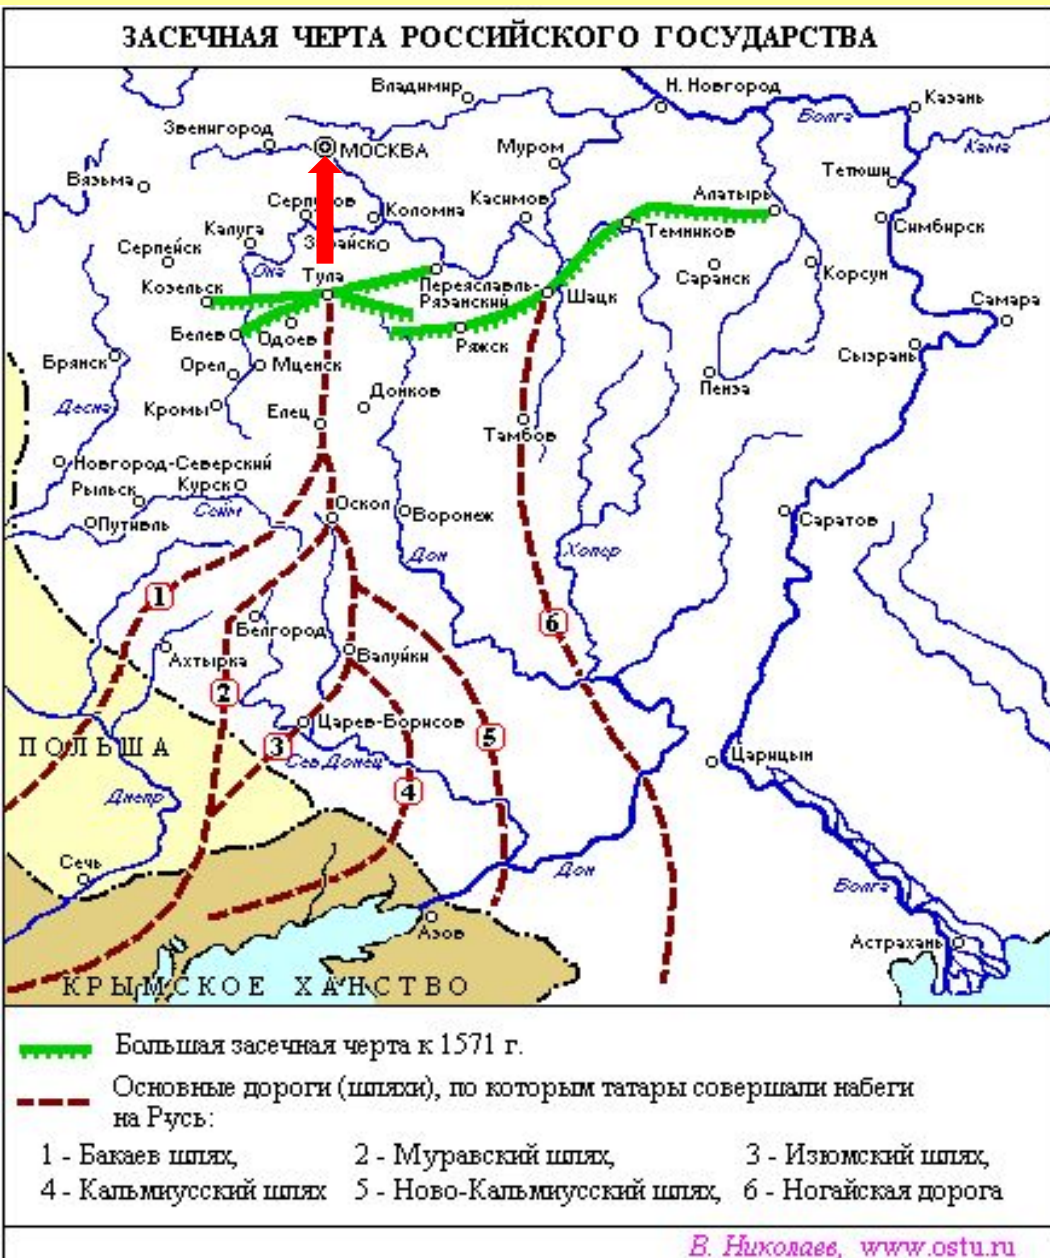 ЗАСЕЧНАЯ ЧЕРТА РОССИЙСКОГО ГОСУДАРСТВА
Владимир
Н. Новгород
Казань
Волга
Звенигород
МОСКВА
Муром
Кама
Вязьма
Тетюши
Серпухов
Коломна
Касимов
Алатырь
Калуга
Зарайск
Темников
Симбирск
Серпейск
Ока
Тула
Переяславль-
Рязанский
Саранск
Корсун
Козельск
Шацк
Самара
Белев
Одоев
Ряжск
Сызрань
Брянск
Орел
Мценск
Пенза
Десна
Кромы
Донков
Елец
Тамбов
Новгород-Северский
Рыльск
Курск
Оскол
Воронеж
Путивль
Сейм
Саратов
Дон
Хопер
1
6
Белгород
Ахтырка
Валуйки
2
Царев-Борисов
5
3
ПОЛЬША
Сев.Донец
Царицын
4
Днепр
Сечь
Дон
Волга
Азов
Астрахань
КРЫМСКОЕ ХАНСТВО
Большая засечная черта к 1571 г.
Основные дороги (шляхи), по которым татары совершали набеги
на Русь:
1 - Бакаев шлях, 2 - Муравский шлях, 3 - Изюмский шлях,
4 - Кальмиусский шлях 5 - Ново-Кальмиусский шлях, 6 - Ногайская дорога
В. Николаев, www.ostu.ru